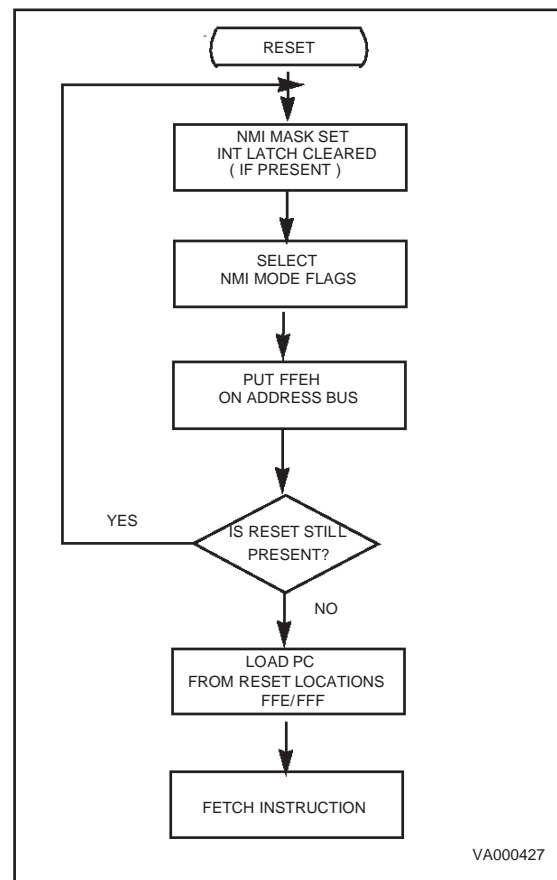 RESET
NMI MASK SET
INT LATCH CLEARED
( IF PRESENT )
SELECT
NMI MODE FLAGS
PUT FFEH
ON ADDRESS BUS
YES
IS RESET STILL
PRESENT?
NO
LOAD PC
FROM RESET LOCATIONS
FFE/FFF
FETCH INSTRUCTION
VA000427